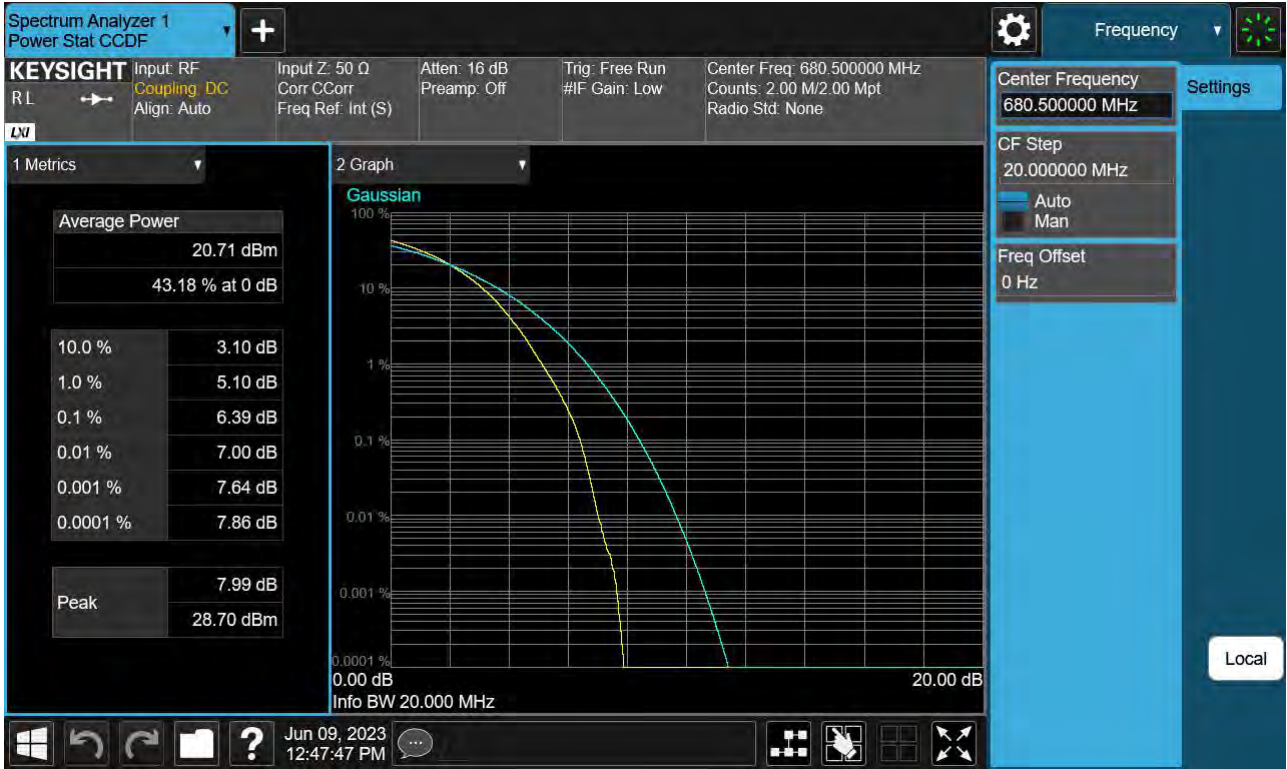 Spectrum Analyzer 1
Power Stat CCDF
+
Frequency
KEYSIGHT
RL
LXI
Input: RF
Coupling: DC
Align: Auto
Input Z: 50 Ω
Corr CCorr
Freq Ref: Int (S)
Atten: 16 dB
Preamp: Off
Trig: Free Run
#IF Gain: Low
Center Freq: 680.500000 MHz
Counts: 2.00 M/2.00 Mpt
Radio Std: None
Center Frequency
680.500000 MHz
Settings
CF Step
20.000000 MHz
Auto
Man
Freq Offset
0 Hz
Local
1 Metrics
Average Power
20.71 dBm
43.18 % at 0 dB
10.0 % 3.10 dB
1.0 % 5.10 dB
0.1 % 6.39 dB
0.01 % 7.00 dB
0.001 % 7.64 dB
0.0001 % 7.86 dB
Peak
7.99 dB
28.70 dBm
2 Graph
Gaussian
100 %
10 %
1 %
0.1 %
0.01 %
0.001 %
0.0001 %
0.00 dB 20.00 dB
Info BW 20.000 MHz
?
Jun 09, 2023
12:47:47 PM